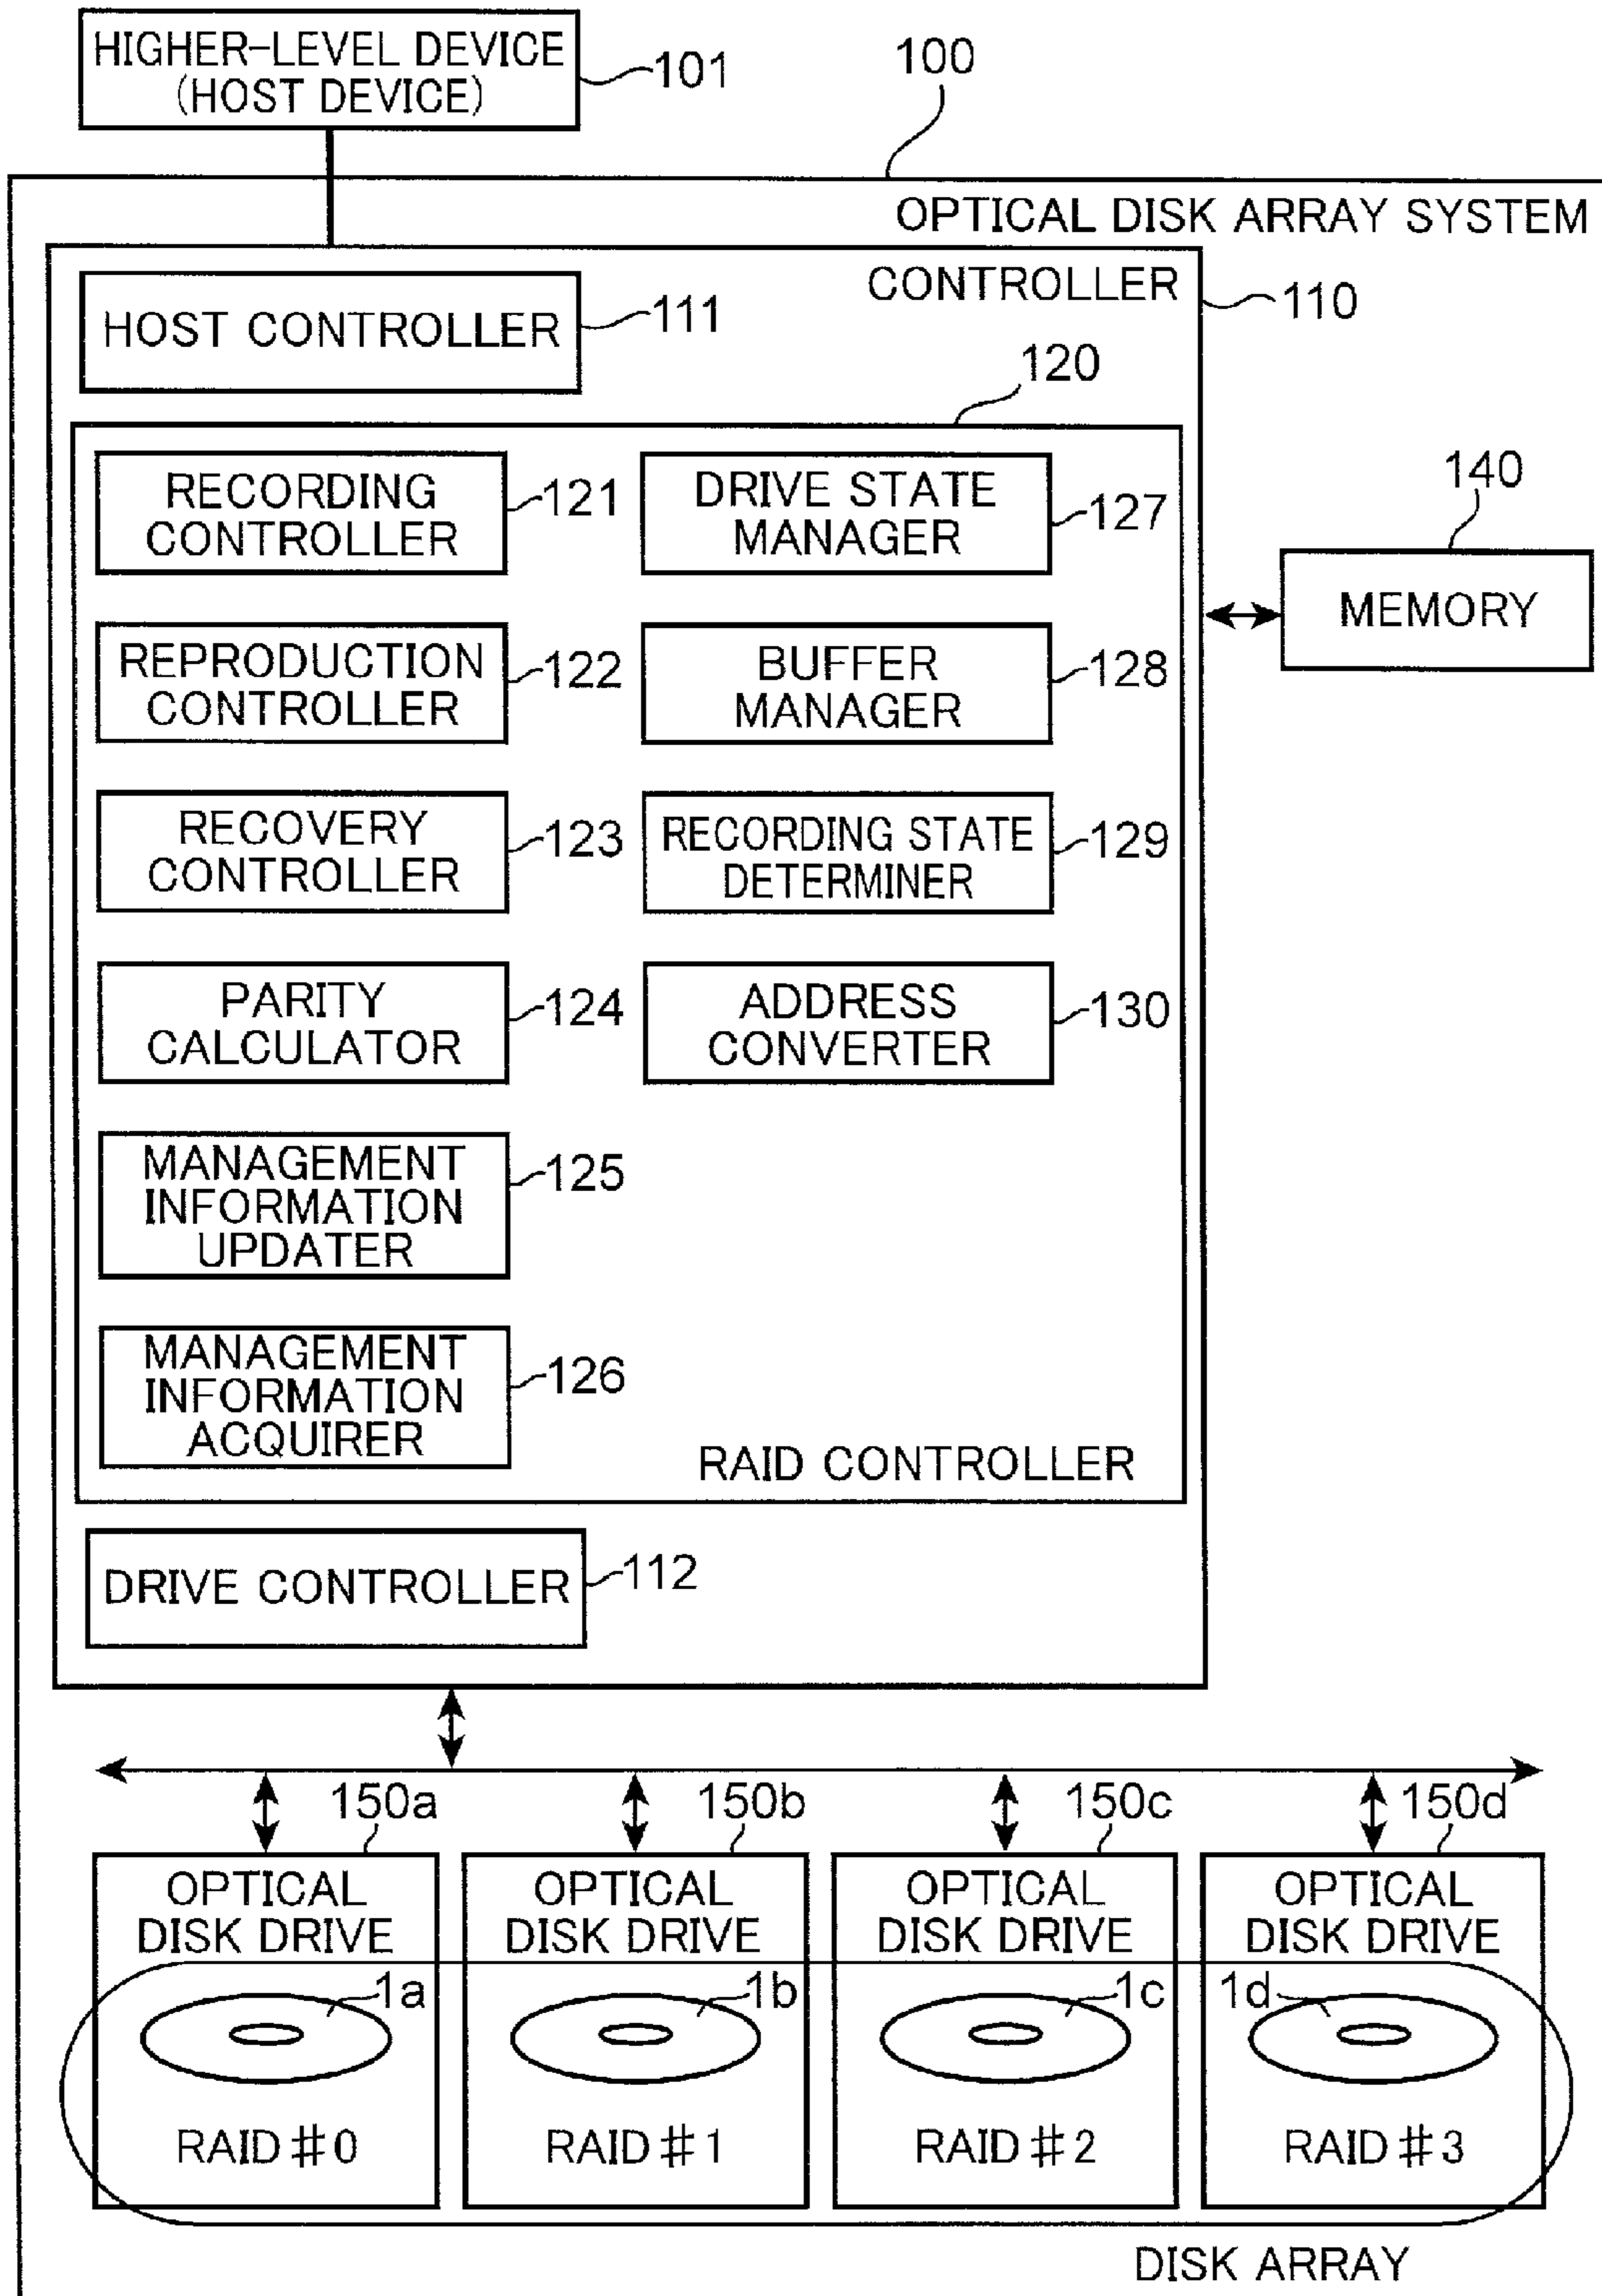 HIGHER-LEVEL DEVICE
(HOST DEVICE)
101
100
OPTICAL DISK ARRAY SYSTEM
CONTROLLER
110
HOST CONTROLLER
111
120
RECORDING
CONTROLLER
121
DRIVE STATE
MANAGER
127
140
MEMORY
REPRODUCTION
CONTROLLER
122
BUFFER
MANAGER
128
RECOVERY
CONTROLLER
123
RECORDING STATE
DETERMINER
129
PARITY
CALCULATOR
124
ADDRESS
CONVERTER
130
MANAGEMENT
INFORMATION
UPDATER
125
MANAGEMENT
INFORMATION
ACQUIRER
126
RAID CONTROLLER
DRIVE CONTROLLER
112
150a
150b
150c
150d
OPTICAL
DISK DRIVE
1a
RAID #0
OPTICAL
DISK DRIVE
1b
RAID #1
OPTICAL
DISK DRIVE
1c
RAID #2
OPTICAL
DISK DRIVE
1d
RAID #3
DISK ARRAY